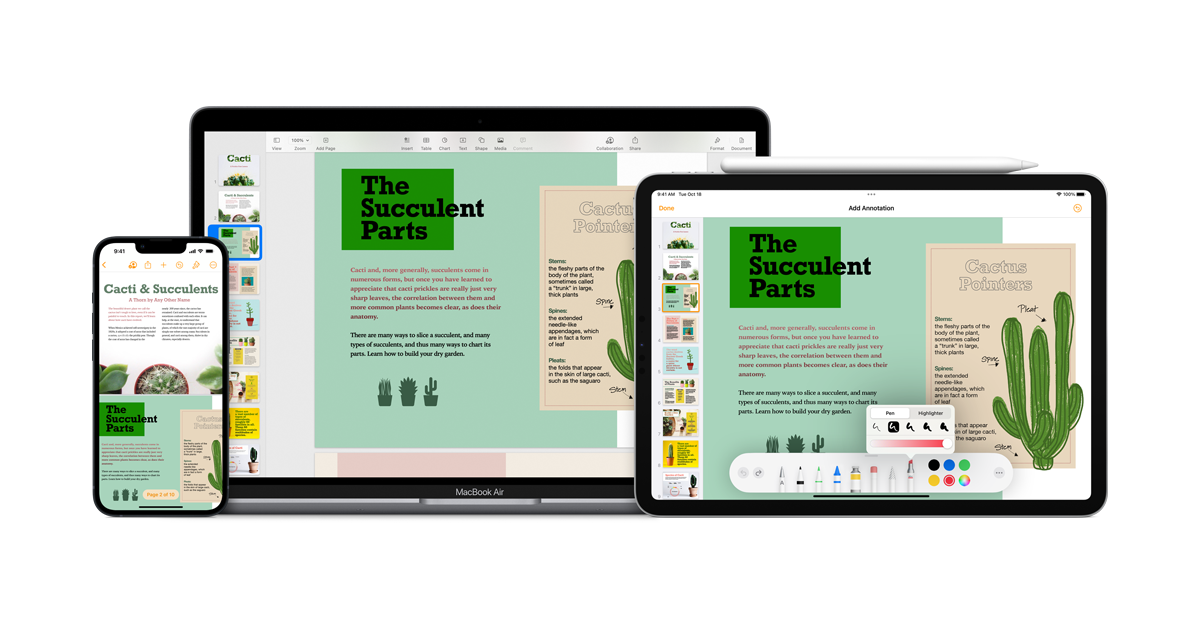 9:41
Cacti & Succulents
A Thorn by Any Other Name
The
Succulent
Parts
Cactus
Pointers
Page 2 of 10
100%
View
Zoom
Add Page
Insert
Table
Chart
Text
Shape
Media
Comment
Collaboration
Share
Format
Document
Cacti
Cacti & Succulents
The
Succulent
Parts
Cacti and, more generally, succulents come in
numerous forms, but once you have learned to
appreciate that cacti prickles are really just very
sharp leaves, the correlation between them and
more common plants becomes clear, as does their
anatomy.
There are many ways to slice a succulent, and many
types of succulents, and thus many ways to chart its
parts. Learn how to build your dry garden.
Stems:
the fleshy parts of the
body of the plant,
sometimes called
a "trunk" in large,
thick plants
Spines:
the extended
needle-like
appendages, which
are in fact a form
of leaf
Pleats:
the folds that appear
in the skin of large cacti,
such as the saguaro
Spine
Stem
MacBook Air
9:41 AM Tue Oct 18
100%
Done
Add Annotation
Cacti
The
Succulent
Parts
Cacti and, more generally, succulents come in
numerous forms, but once you have learned to
appreciate that cacti prickles are really just very
sharp leaves, the correlation between them and
more common plants becomes clear, as does their
anatomy.
There are many ways to slice a succulent, and many
types of succulents, and thus many ways to chart its
parts. Learn how to build your dry garden.
Cactus
Pointers
Stems:
the fleshy parts of the
body of the plant,
sometimes called
a "trunk" in large,
thick plants
Spines:
the extended
needle-like
appendages, which
are in fact a form
of leaf
that appear
of large cacti,
saguaro
Pleat
Spine
Stem
Pen
Highlighter